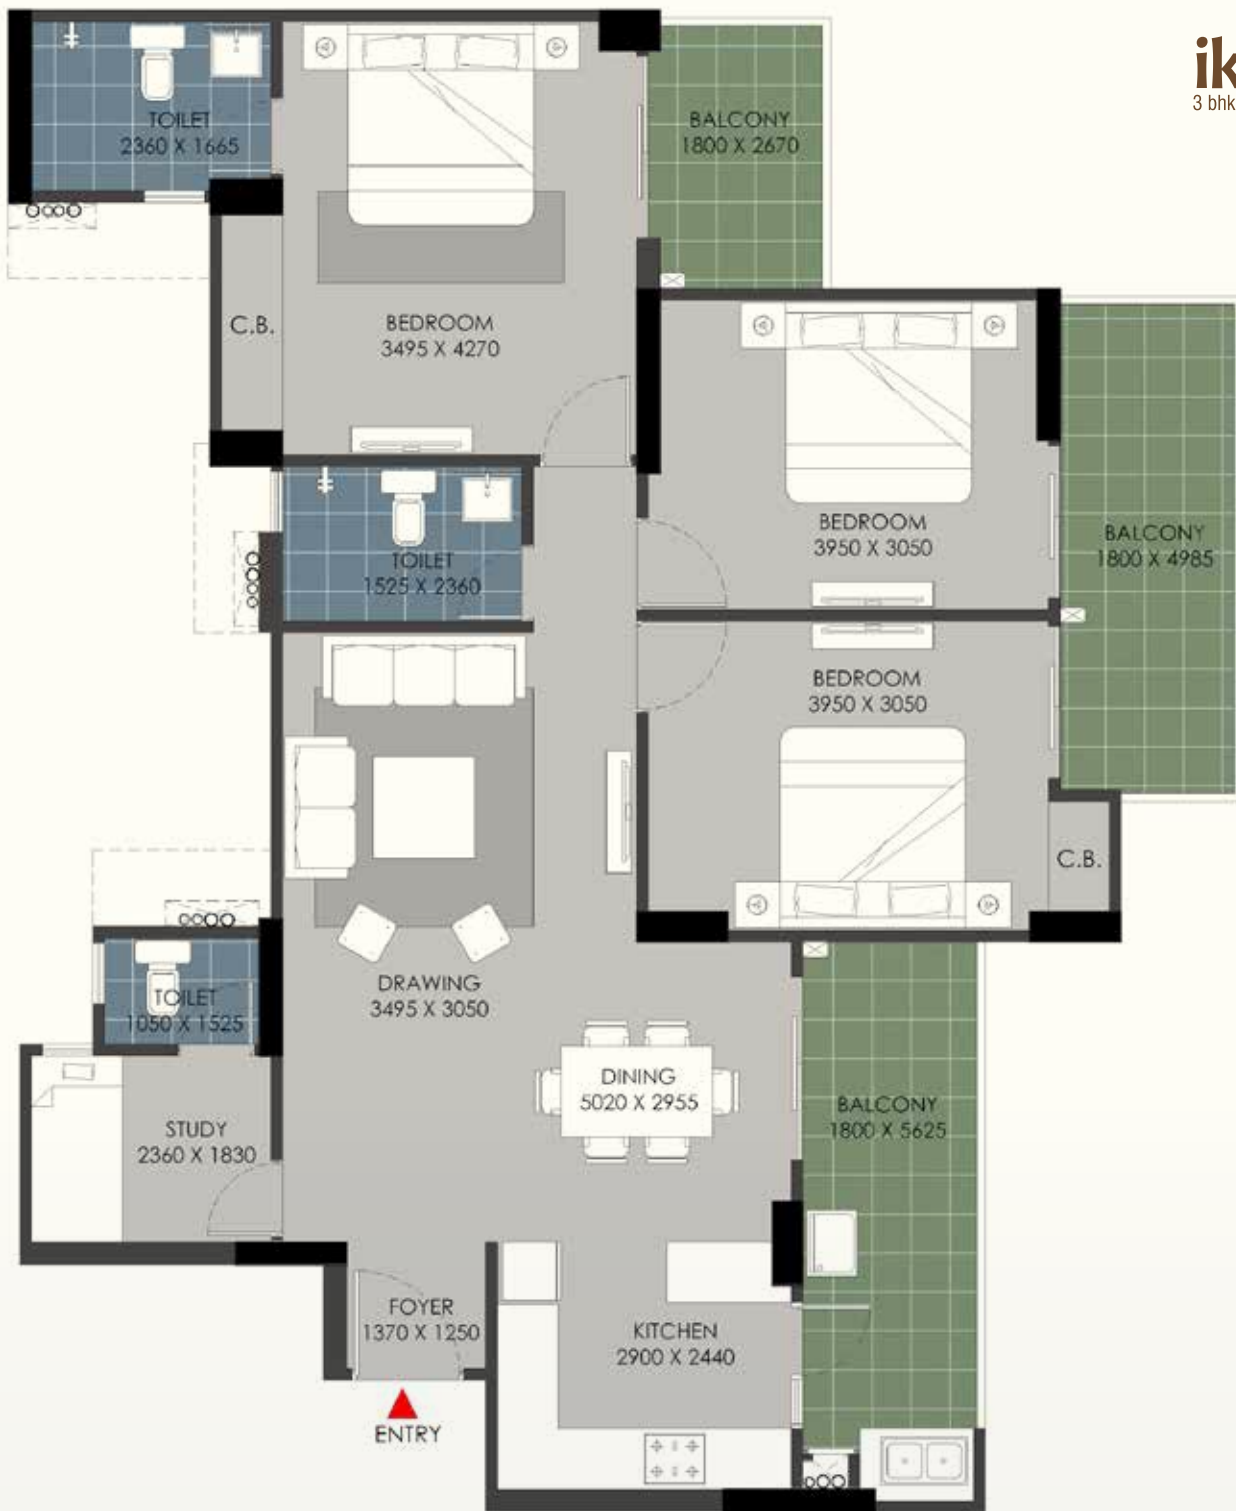 ik
3 bhk
TOILET
2360 X 1665
BALCONY
1800 X 2670
C.B.
BEDROOM
3495 X 4270
BEDROOM
3950 X 3050
BALCONY
1800 X 4985
TOILET
1525 X 2360
BEDROOM
3950 X 3050
C.B.
DRAWING
3495 X 3050
TOILET
1050 X 1525
DINING
5020 X 2955
BALCONY
1800 X 5625
STUDY
2360 X 1830
FOYER
1370 X 1250
KITCHEN
2900 X 2440
ENTRY